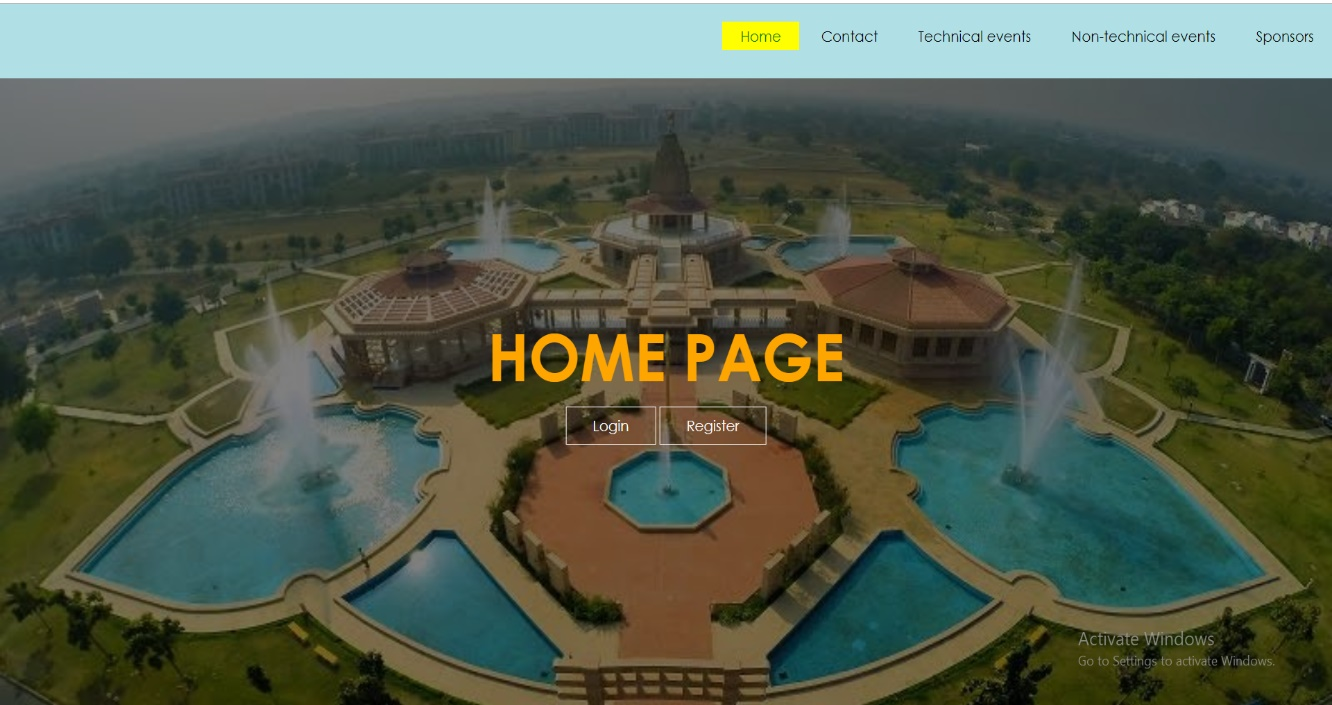 Home Contact Technical events Non-technical events Sponsors
HOME PAGE
Login Register
Activate Windows
Go to Settings to activate Windows.